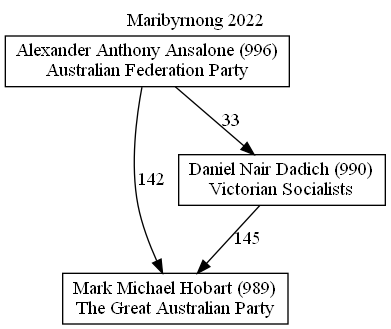 Maribyrnong 2022
Alexander Anthony Ansalone (996)
Australian Federation Party
33
Daniel Nair Dadich (990)
Victorian Socialists
142
145
Mark Michael Hobart (989)
The Great Australian Party